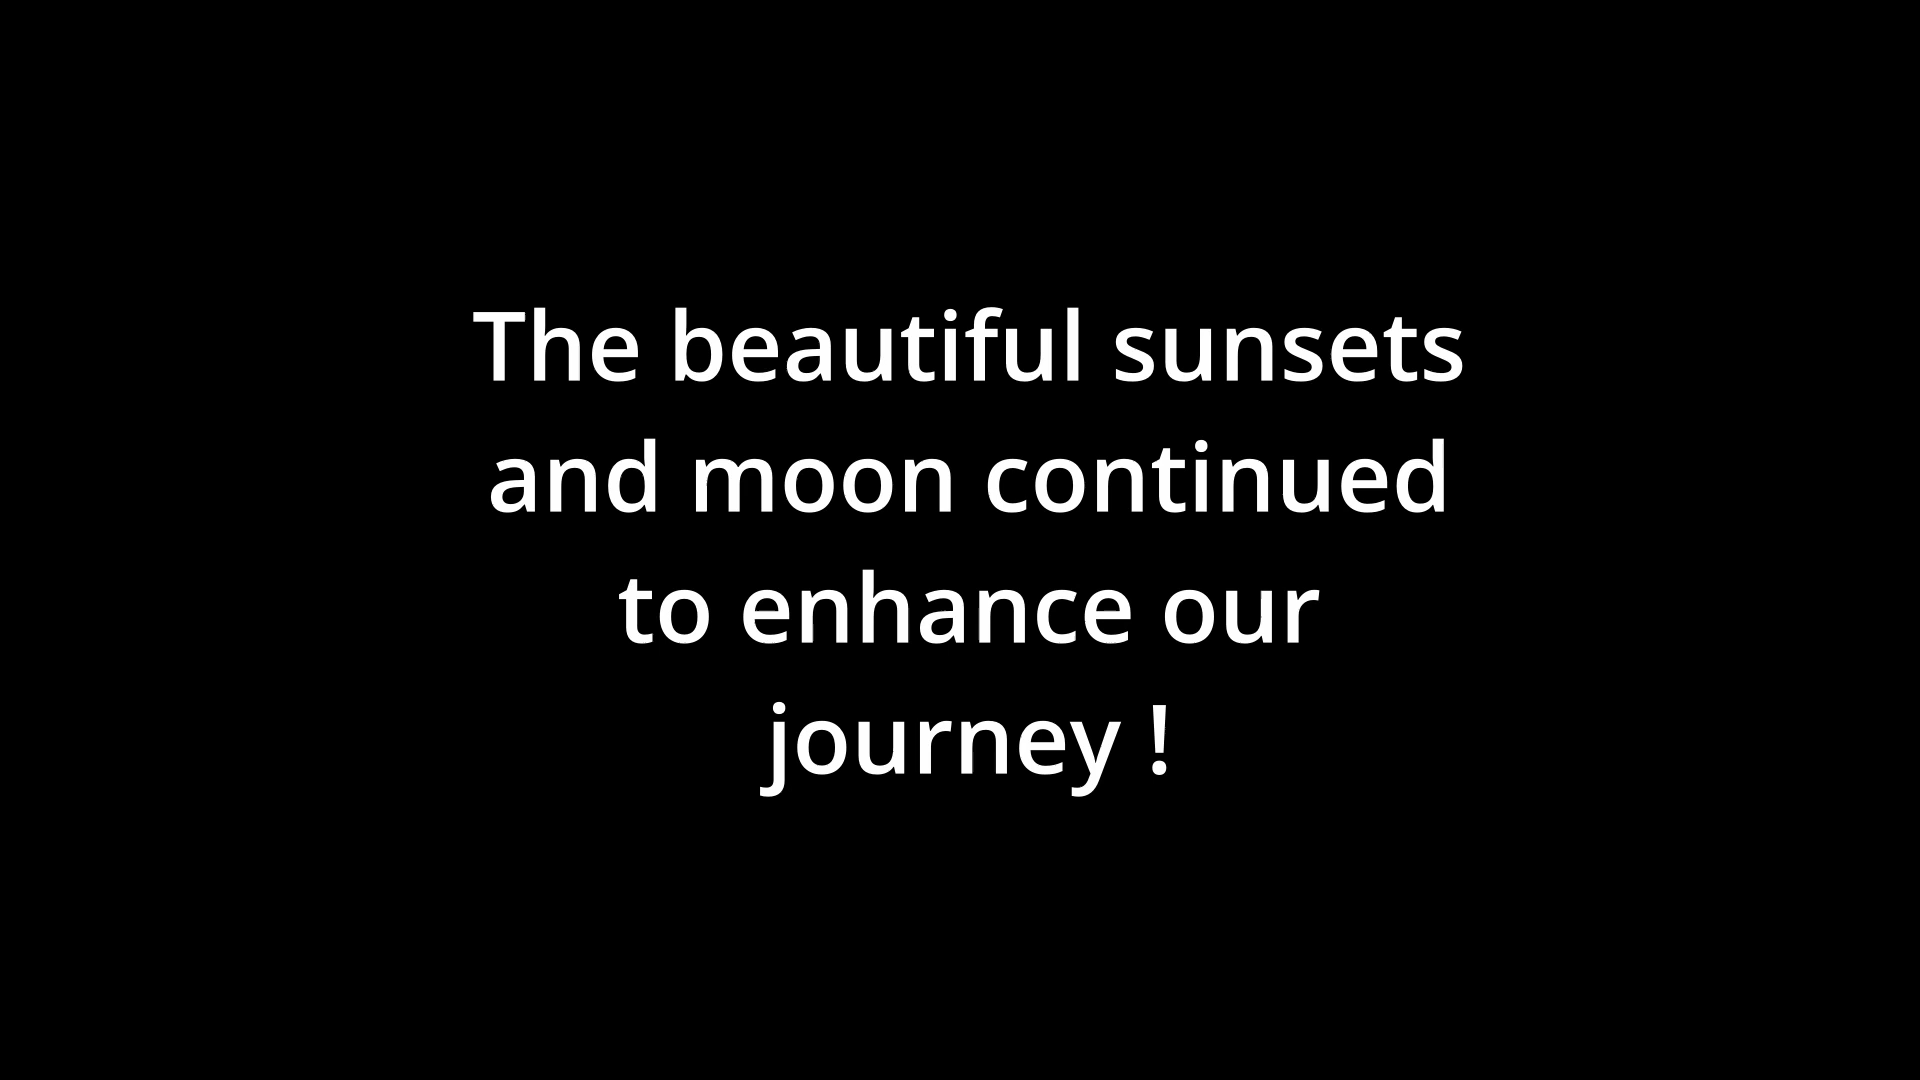 The beautiful sunsets
and moon continued
to enhance our
journey !